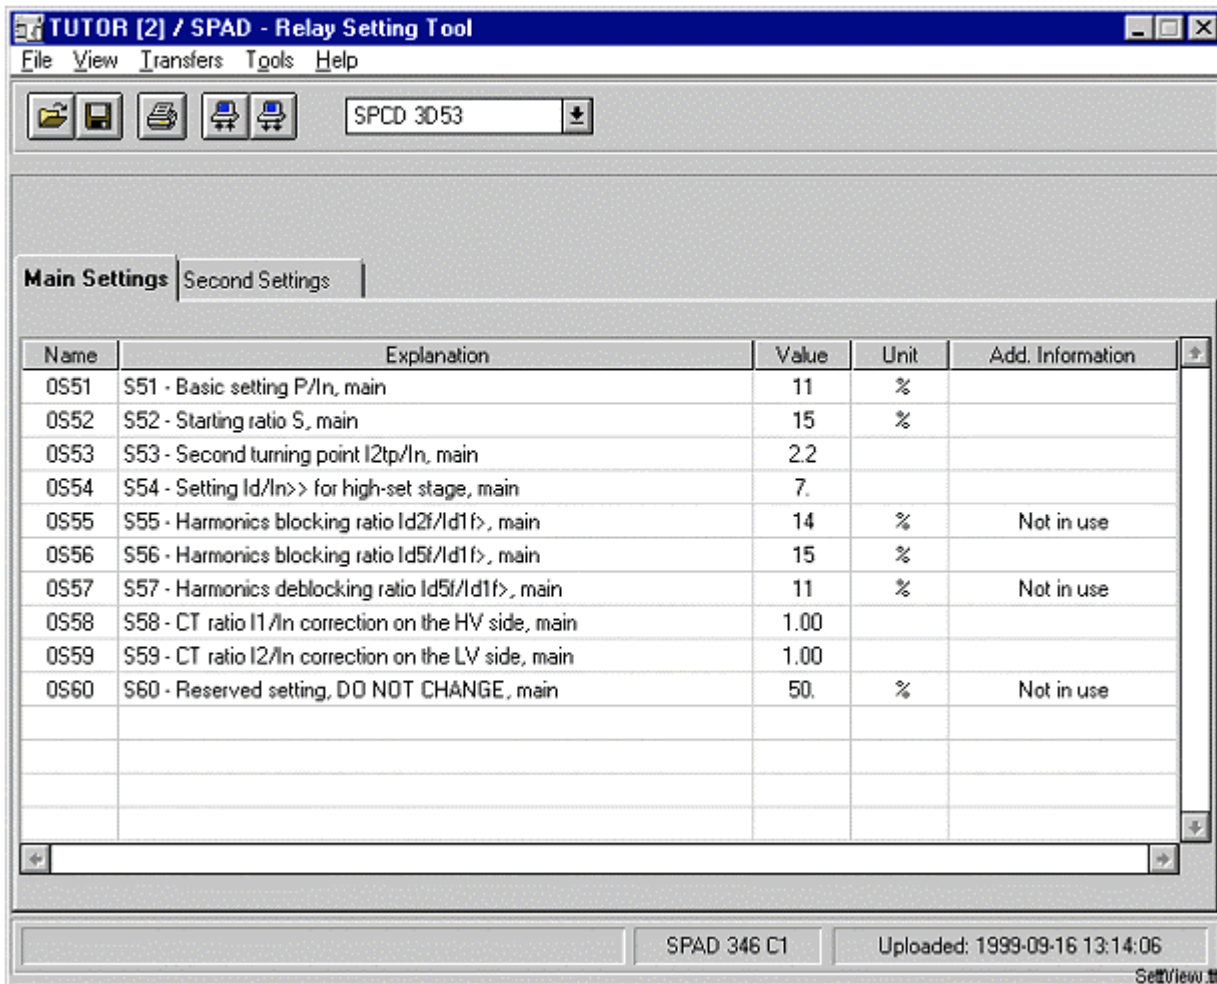 TUTOR [2] / SPAD - Relay Setting Tool
File View Transfers Tools Help
SPCD 3D53
Main Settings Second Settings
Name Explanation Value Unit Add. Information
0S51 S51 - Basic setting P/In, main 11 %
0S52 S52 - Starting ratio S, main 15 %
0S53 S53 - Second turning point I2tp/In, main 2.2
0S54 S54 - Setting Id/In>> for high-set stage, main 7.
0S55 S55 - Harmonics blocking ratio Id2f/Id1f>, main 14 % Not in use
0S56 S56 - Harmonics blocking ratio Id5f/Id1f>, main 15 %
0S57 S57 - Harmonics deblocking ratio Id5f/Id1f>, main 11 % Not in use
0S58 S58 - CT ratio I1/In correction on the HV side, main 1.00
0S59 S59 - CT ratio I2/In correction on the LV side, main 1.00
0S60 S60 - Reserved setting, DO NOT CHANGE, main 50. % Not in use
SPAD 346 C1 Uploaded: 1999-09-16 13:14:06